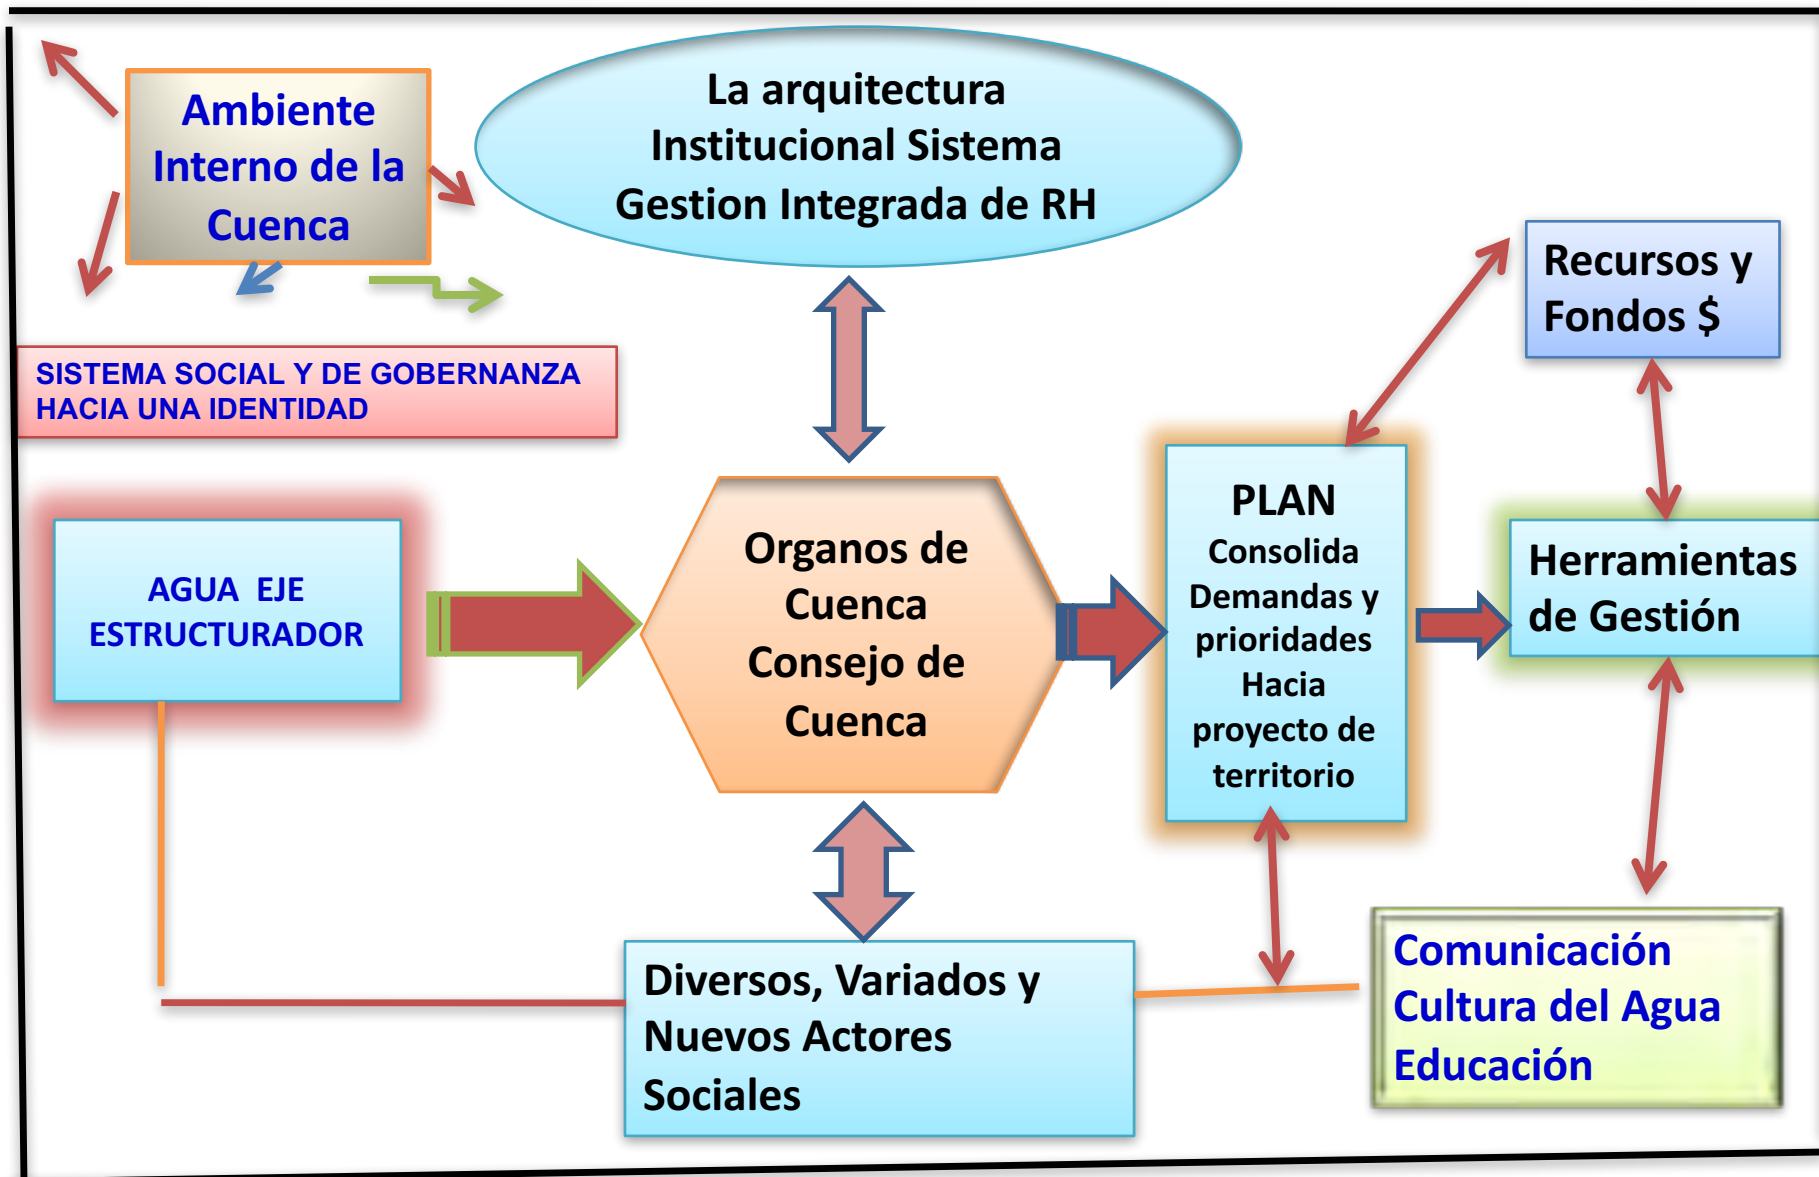 Ambiente
Interno de la
Cuenca
La arquitectura
Institucional Sistema
Gestion Integrada de RH
Recursos y
Fondos $
SISTEMA SOCIAL Y DE GOBERNANZA
HACIA UNA IDENTIDAD
AGUA EJE
ESTRUCTURADOR
Organos de
Cuenca
Consejo de
Cuenca
PLAN
Consolida
Demandas y
prioridades
Hacia
proyecto de
territorio
Herramientas
de Gestión
Diversos, Variados y
Nuevos Actores
Sociales
Comunicación
Cultura del Agua
Educación